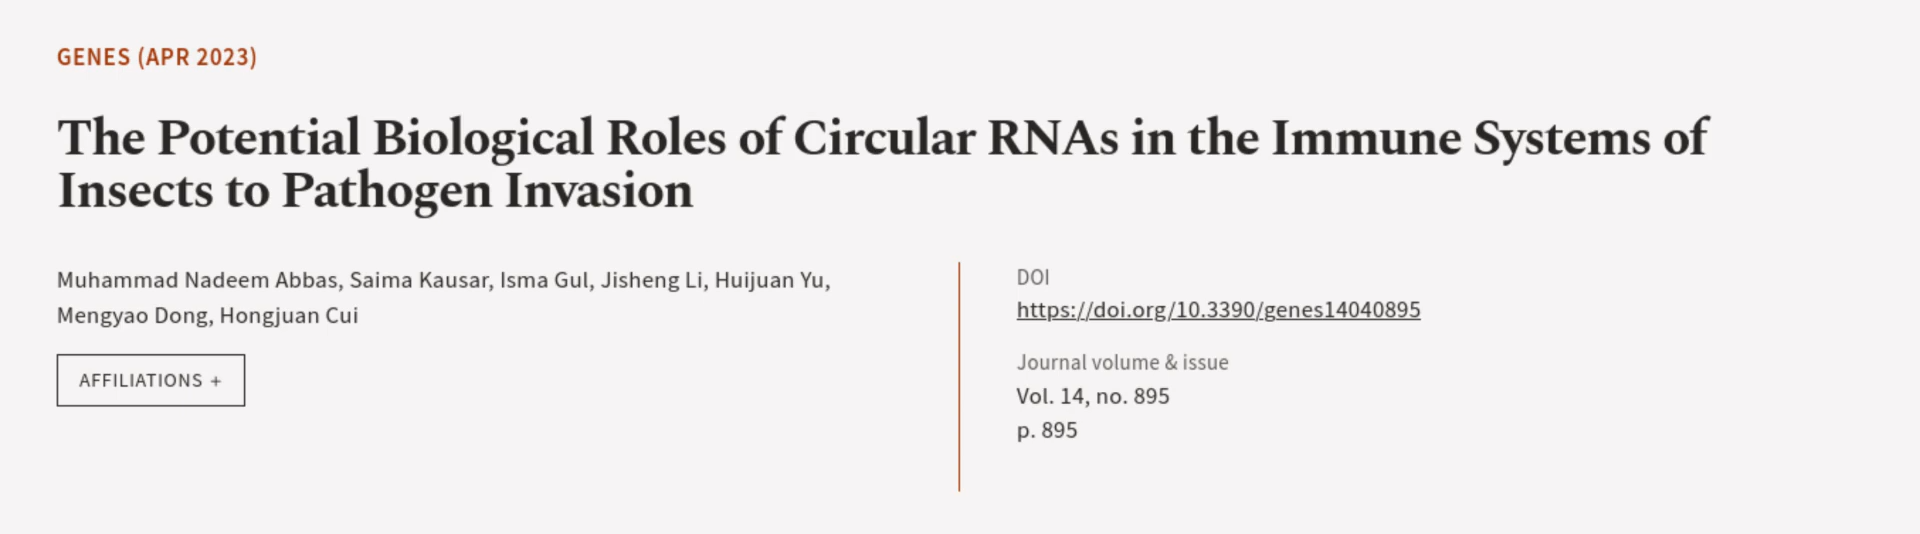 GENES (APR 2023)
The Potential Biological Roles of Circular RNAs in the Immune Systems of
Insects to Pathogen Invasion
Muhammad Nadeem Abbas, Saima Kausar, Isma Gul, Jisheng Li, Huijuan Yu,
Mengyao Dong, Hongjuan Cui
AFFILIATIONS +
DOI
https://doi.org/10.3390/genes14040895
Journal volume & issue
Vol. 14, no. 895
p. 895